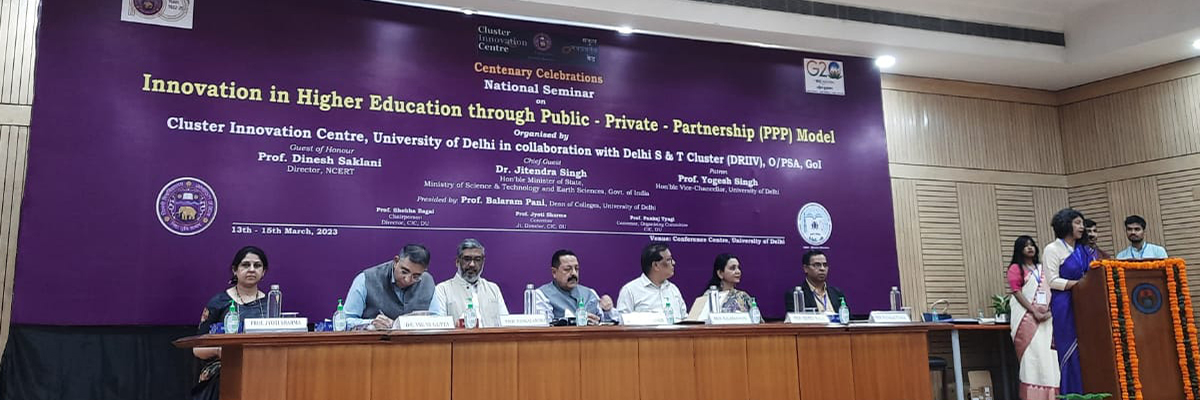 Cluster
Innovation
Centre
G20
Centenary Celebrations
National Seminar
on
Innovation in Higher Education through Public - Private - Partnership (PPP) Model
Organised by
Cluster Innovation Centre, University of Delhi in collaboration with Delhi S & T Cluster (DRIIV), O/PSA, GoI
Guest of Honour
Prof. Dinesh Saklani
Director, NCERT
Chief Guest
Dr. Jitendra Singh
Hon'ble Minister of State,
Ministry of Science & Technology and Earth Sciences, Govt. of India
Patron
Prof. Yogesh Singh
Hon'ble Vice-Chancellor, University of Delhi
Presided by Prof. Balaram Pani, Dean of Colleges, University of Delhi
Prof. Shobha Bagai
Chairperson
Director, CIC, DU
Prof. Jyoti Sharma
Convenor
Jt. Director, CIC, DU
Prof. Pankaj Tyagi
Convenor, Organizing Committee
CIC, DU
13th - 15th March, 2023
Venue: Conference Centre, University of Delhi
PROF. JYOTI SHARMA